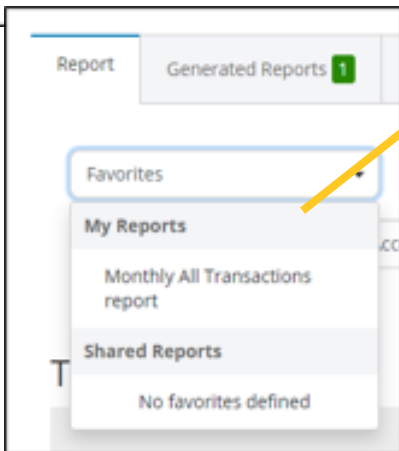 Report
Generated Reports 1
Favorites
My Reports
Monthly All Transactions
report
Shared Reports
No favorites defined